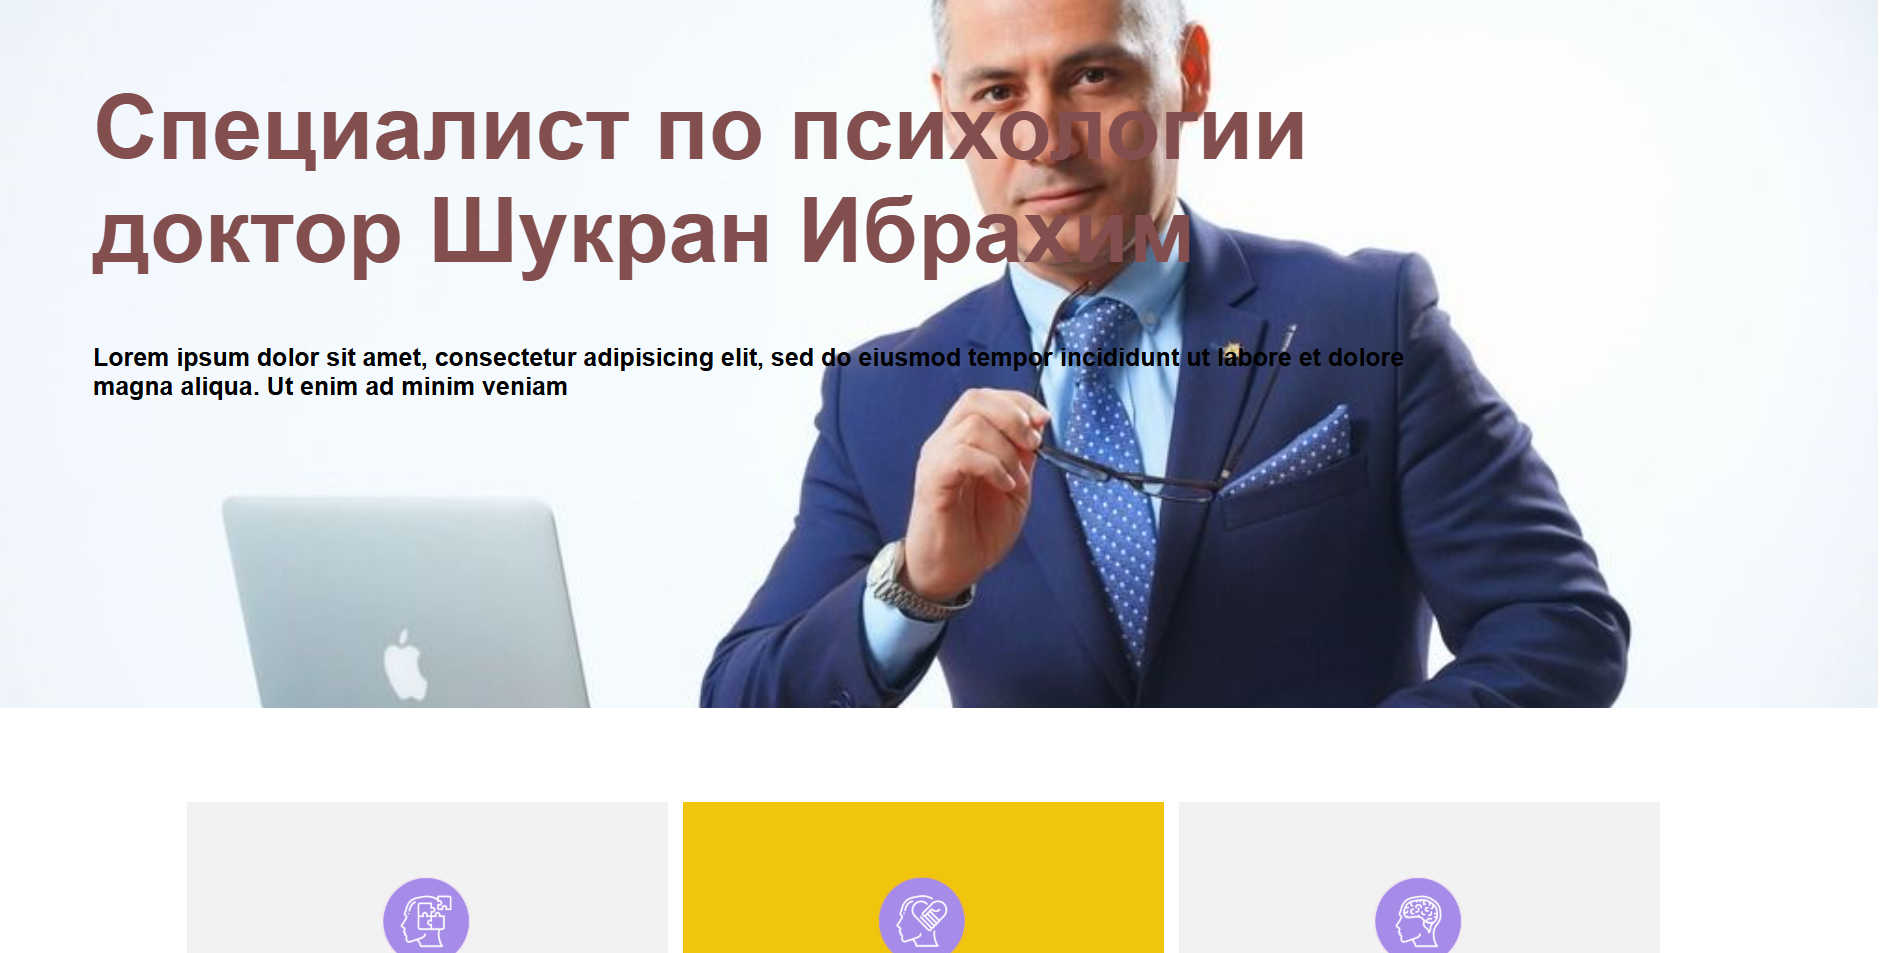 Специалист по психологии
доктор Шукран Ибрахим
Lorem ipsum dolor sit amet, consectetur adipisicing elit, sed do eiusmod tempor incididunt ut labore et dolore
magna aliqua. Ut enim ad minim veniam